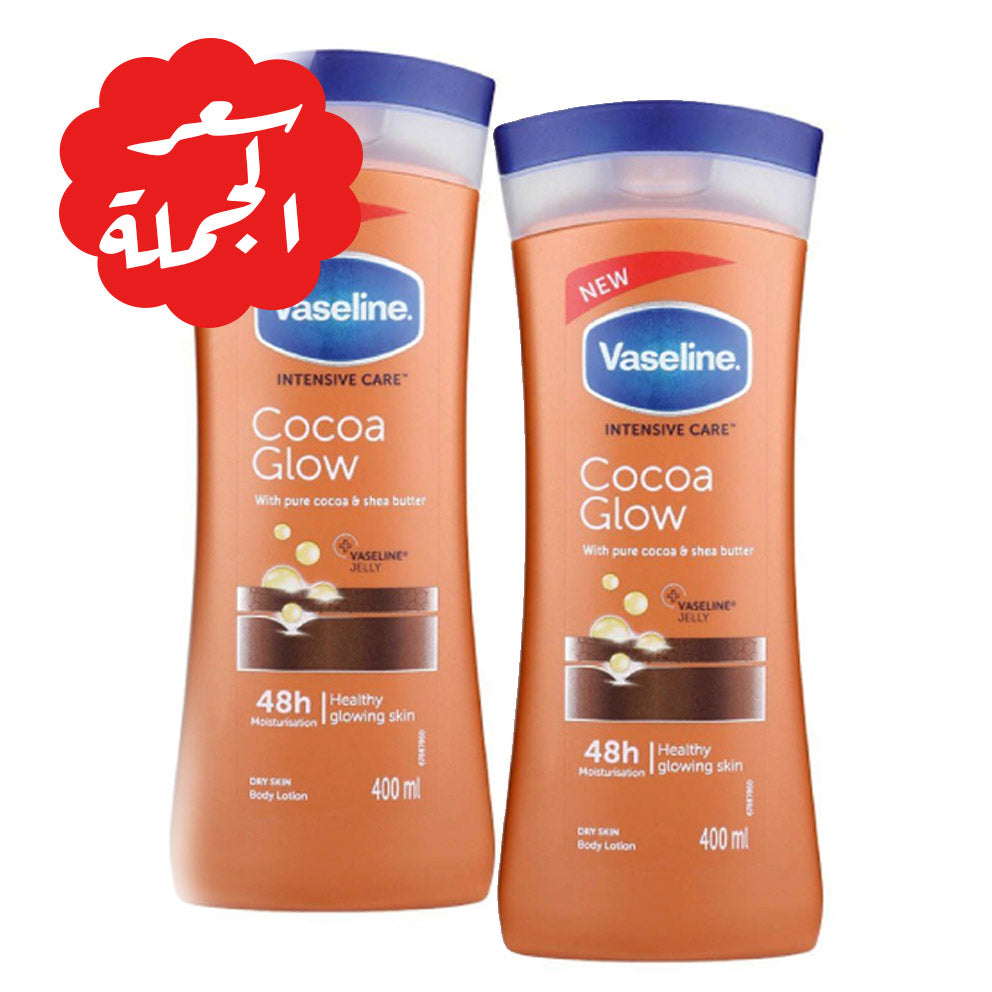 سعر
الجملة
Vaseline.
INTENSIVE CARE™
Cocoa
Glow
With pure cocoa & shea butter
VASELINE®
JELLY
48h
Moisturisation
Healthy
glowing skin
DRY SKIN
Body Lotion
400 ml
67687860
NEW
Vaseline.
INTENSIVE CARE™
Cocoa
Glow
With pure cocoa & shea butter
VASELINE®
JELLY
48h
Moisturisation
Healthy
glowing skin
DRY SKIN
Body Lotion
400 ml
67687860